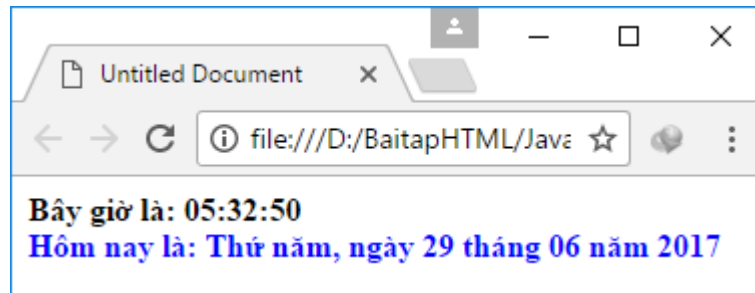 Untitled Document
file:///D:/BaitapHTML/Java
Bây giờ là: 05:32:50
Hôm nay là: Thứ năm, ngày 29 tháng 06 năm 2017